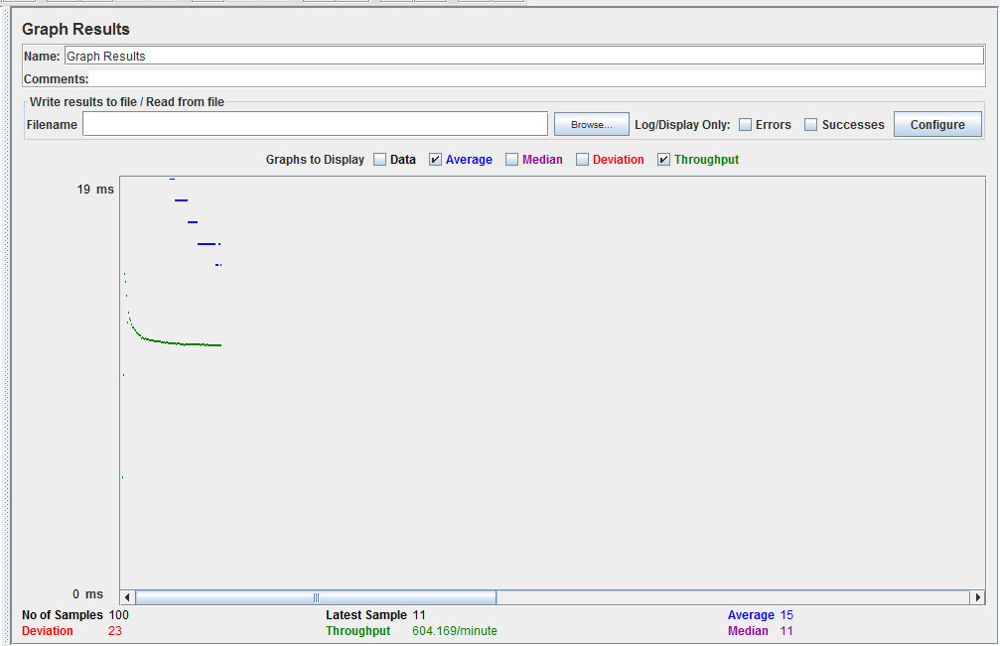 Graph Results
Name: Graph Results
Comments:
Write results to file / Read from file
Filename Browse... Log/Display Only: Errors Successes Configure
Graphs to Display Data Average Median Deviation Throughput
19 ms
0 ms
No of Samples 100 Latest Sample 11 Average 15
Deviation 23 Throughput 604.169/minute Median 11